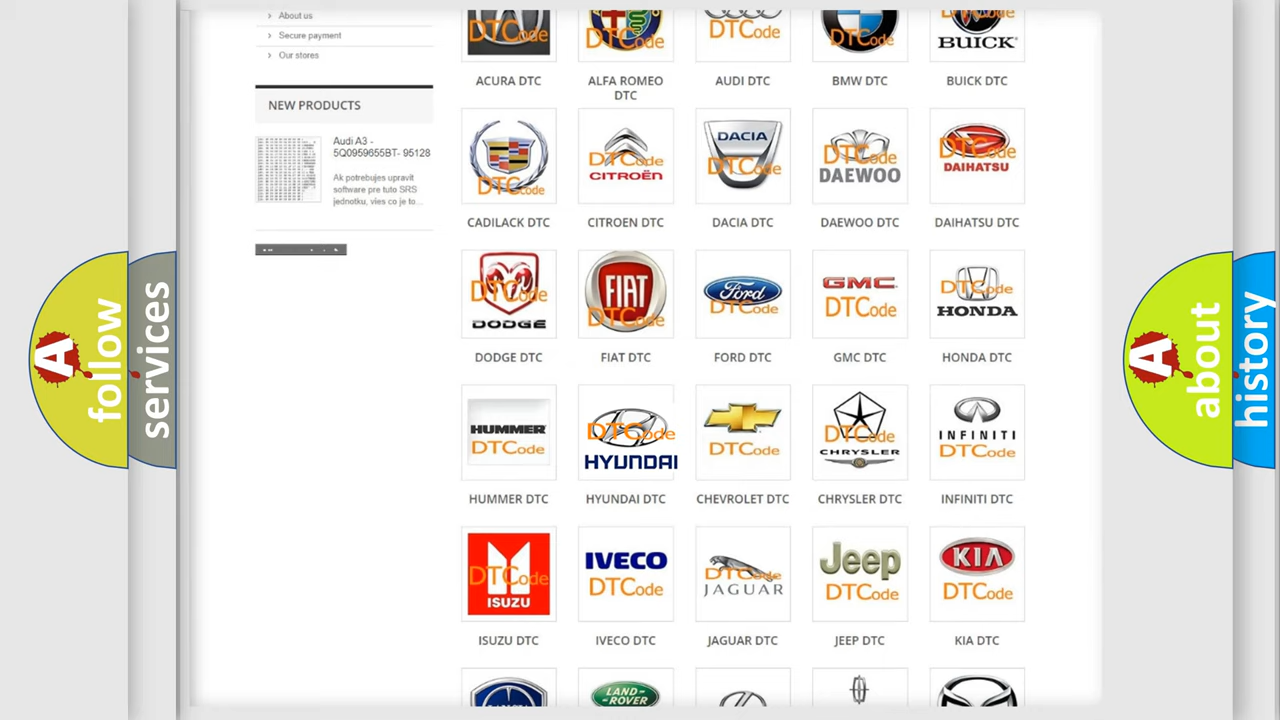 About us
Secure payment
Our stores
NEW PRODUCTS
Audi A3 -
5Q0959655BT- 95128
Ak potrebujes upravit
software pre tuto SRS
jednotku, vies co je to...
DTCode
DTCode
DTCode
DTCode
BUICK
ACURA DTC
ALFA ROMEO
DTC
AUDI DTC
BMW DTC
BUICK DTC
DTCode
DTCode
CITROËN
DACIA
DTCode
DTCode
DAEWOO
DTCode
DAIHATSU
CADILACK DTC
CITROEN DTC
DACIA DTC
DAEWOO DTC
DAIHATSU DTC
DTCode
DODGE
FIAT
DTCode
Ford
DTCode
GMC
DTCode
DTCode
HONDA
DODGE DTC
FIAT DTC
FORD DTC
GMC DTC
HONDA DTC
HUMMER
DTCode
DTCode
HYUNDAI
DTCode
DTCode
CHRYSLER
INFINITI
DTCode
HUMMER DTC
HYUNDAI DTC
CHEVROLET DTC
CHRYSLER DTC
INFINITI DTC
DTCode
ISUZU
IVECO
DTCode
DTCode
JAGUAR
Jeep
DTCode
KIA
DTCode
ISUZU DTC
IVECO DTC
JAGUAR DTC
JEEP DTC
KIA DTC
LAND-
ROVER
A
follow
services
A
about
history